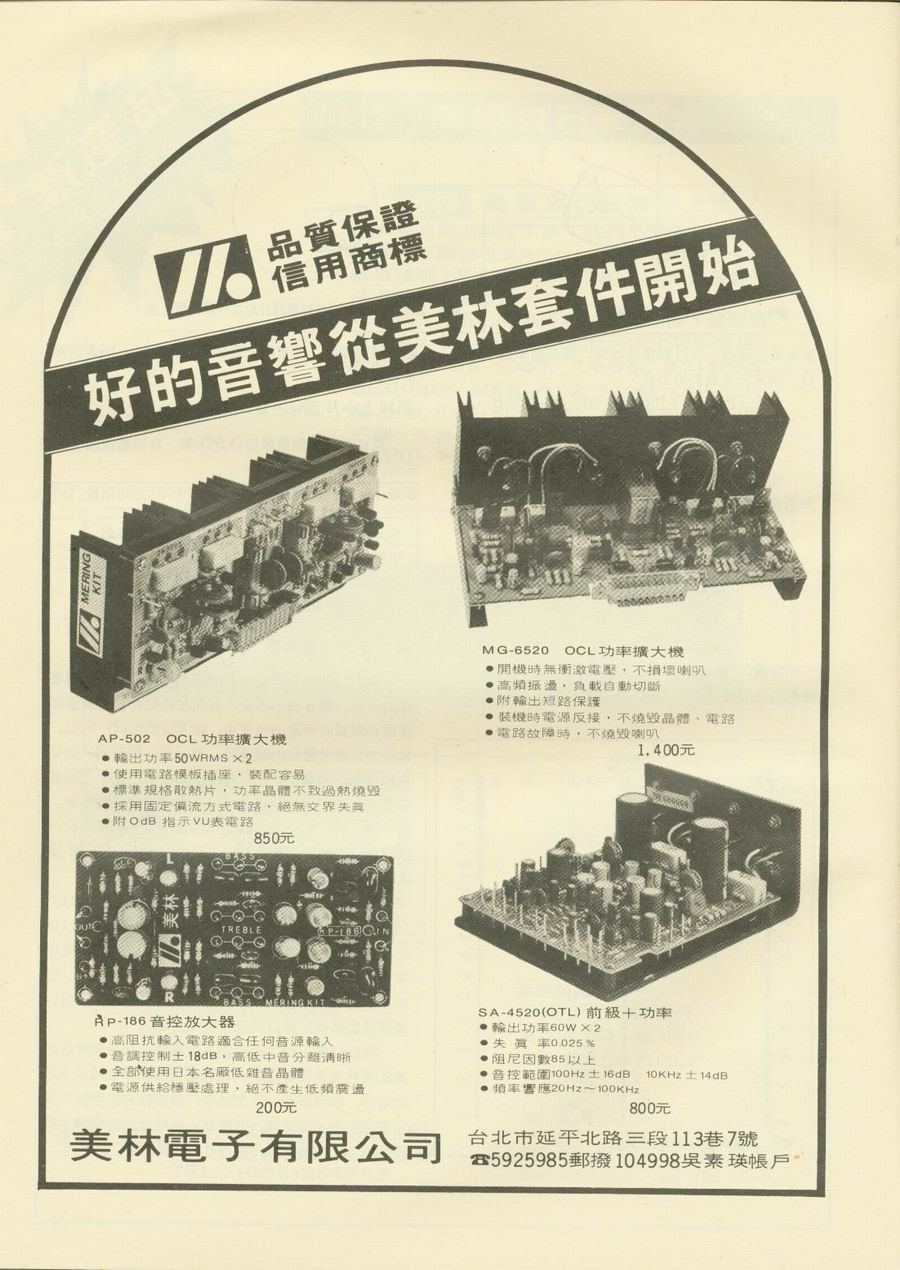 品質保證
信用商標
好的音響從美林套件開始
MERING
KIT
AP-502 OCL功率擴大機
●輸出功率50WRMS×2
●使用電路模板插座，裝配容易
●標準規格散熱片，功率晶體不致過熱燒毀
●採用固定偏流方式電路，絕無交界失真
●附OdB 指示VU表電路
850元
MG-6520 OCL功率擴大機
●開機時無衝激電壓，不損壞喇叭
●高頻振盪，負載自動切斷
●附輸出短路保護
●裝機時電源反接，不燒毀晶體、電路
●電路故障時，不燒毀喇叭
1,400元
L
BASS
OUT
美林
TREBLE
RP-186
IN
R
BASS MERING KIT
RP-186 音控放大器
●高阻抗輸入電路適合任何音源輸入
●音調控制±18dB，高低中音分離清晰
●全部使用日本名廠低雜音晶體
●電源供給穩壓處理，絕不產生低頻震盪
200元
SA-4520(OTL) 前級＋功率
●輸出功率60W×2
●失真率0.025%
●阻尼因數85以上
●音控範圍100Hz±16dB 10KHz±14dB
●頻率響應20Hz～100KHz
800元
美林電子有限公司
台北市延平北路三段113巷7號
☎5925985郵撥104998吳素瑛帳戶